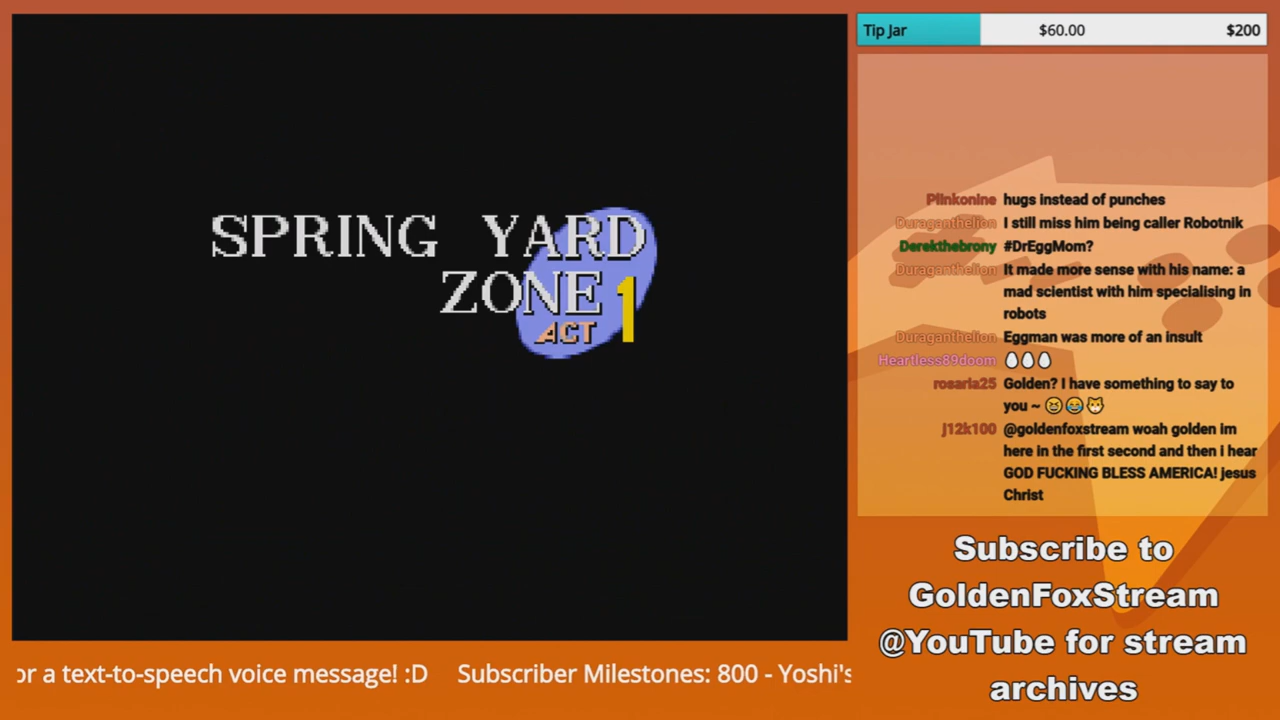 SPRING YARD
ZONE
ACT 1
Tip Jar $60.00 $200
Plinkonine hugs instead of punches
Duraganthelion I still miss him being caller Robotnik
Derekthebrony #DrEggMom?
Duraganthelion It made more sense with his name: a
mad scientist with him specialising in
robots
Duraganthelion Eggman was more of an insult
Heartless89doom 🥚🥚🥚
rosaria25 Golden? I have something to say to
you ~ 😆😂🐱
J12k100 @goldenfoxstream woah golden im
here in the first second and then i hear
GOD FUCKING BLESS AMERICA! jesus
Christ
Subscribe to
GoldenFoxStream
@YouTube for stream
archives
or a text-to-speech voice message! :D Subscriber Milestones: 800 - Yoshi's